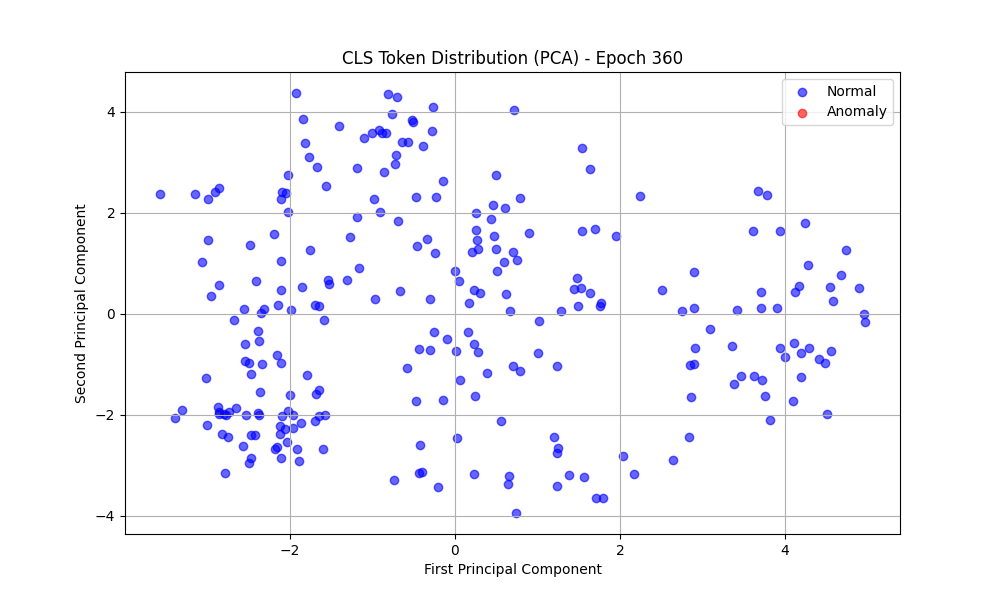 CLS Token Distribution (PCA) - Epoch 360
Normal
Anomaly
Second Principal Component
4
2
0
−2
−4
−2
0
2
4
First Principal Component